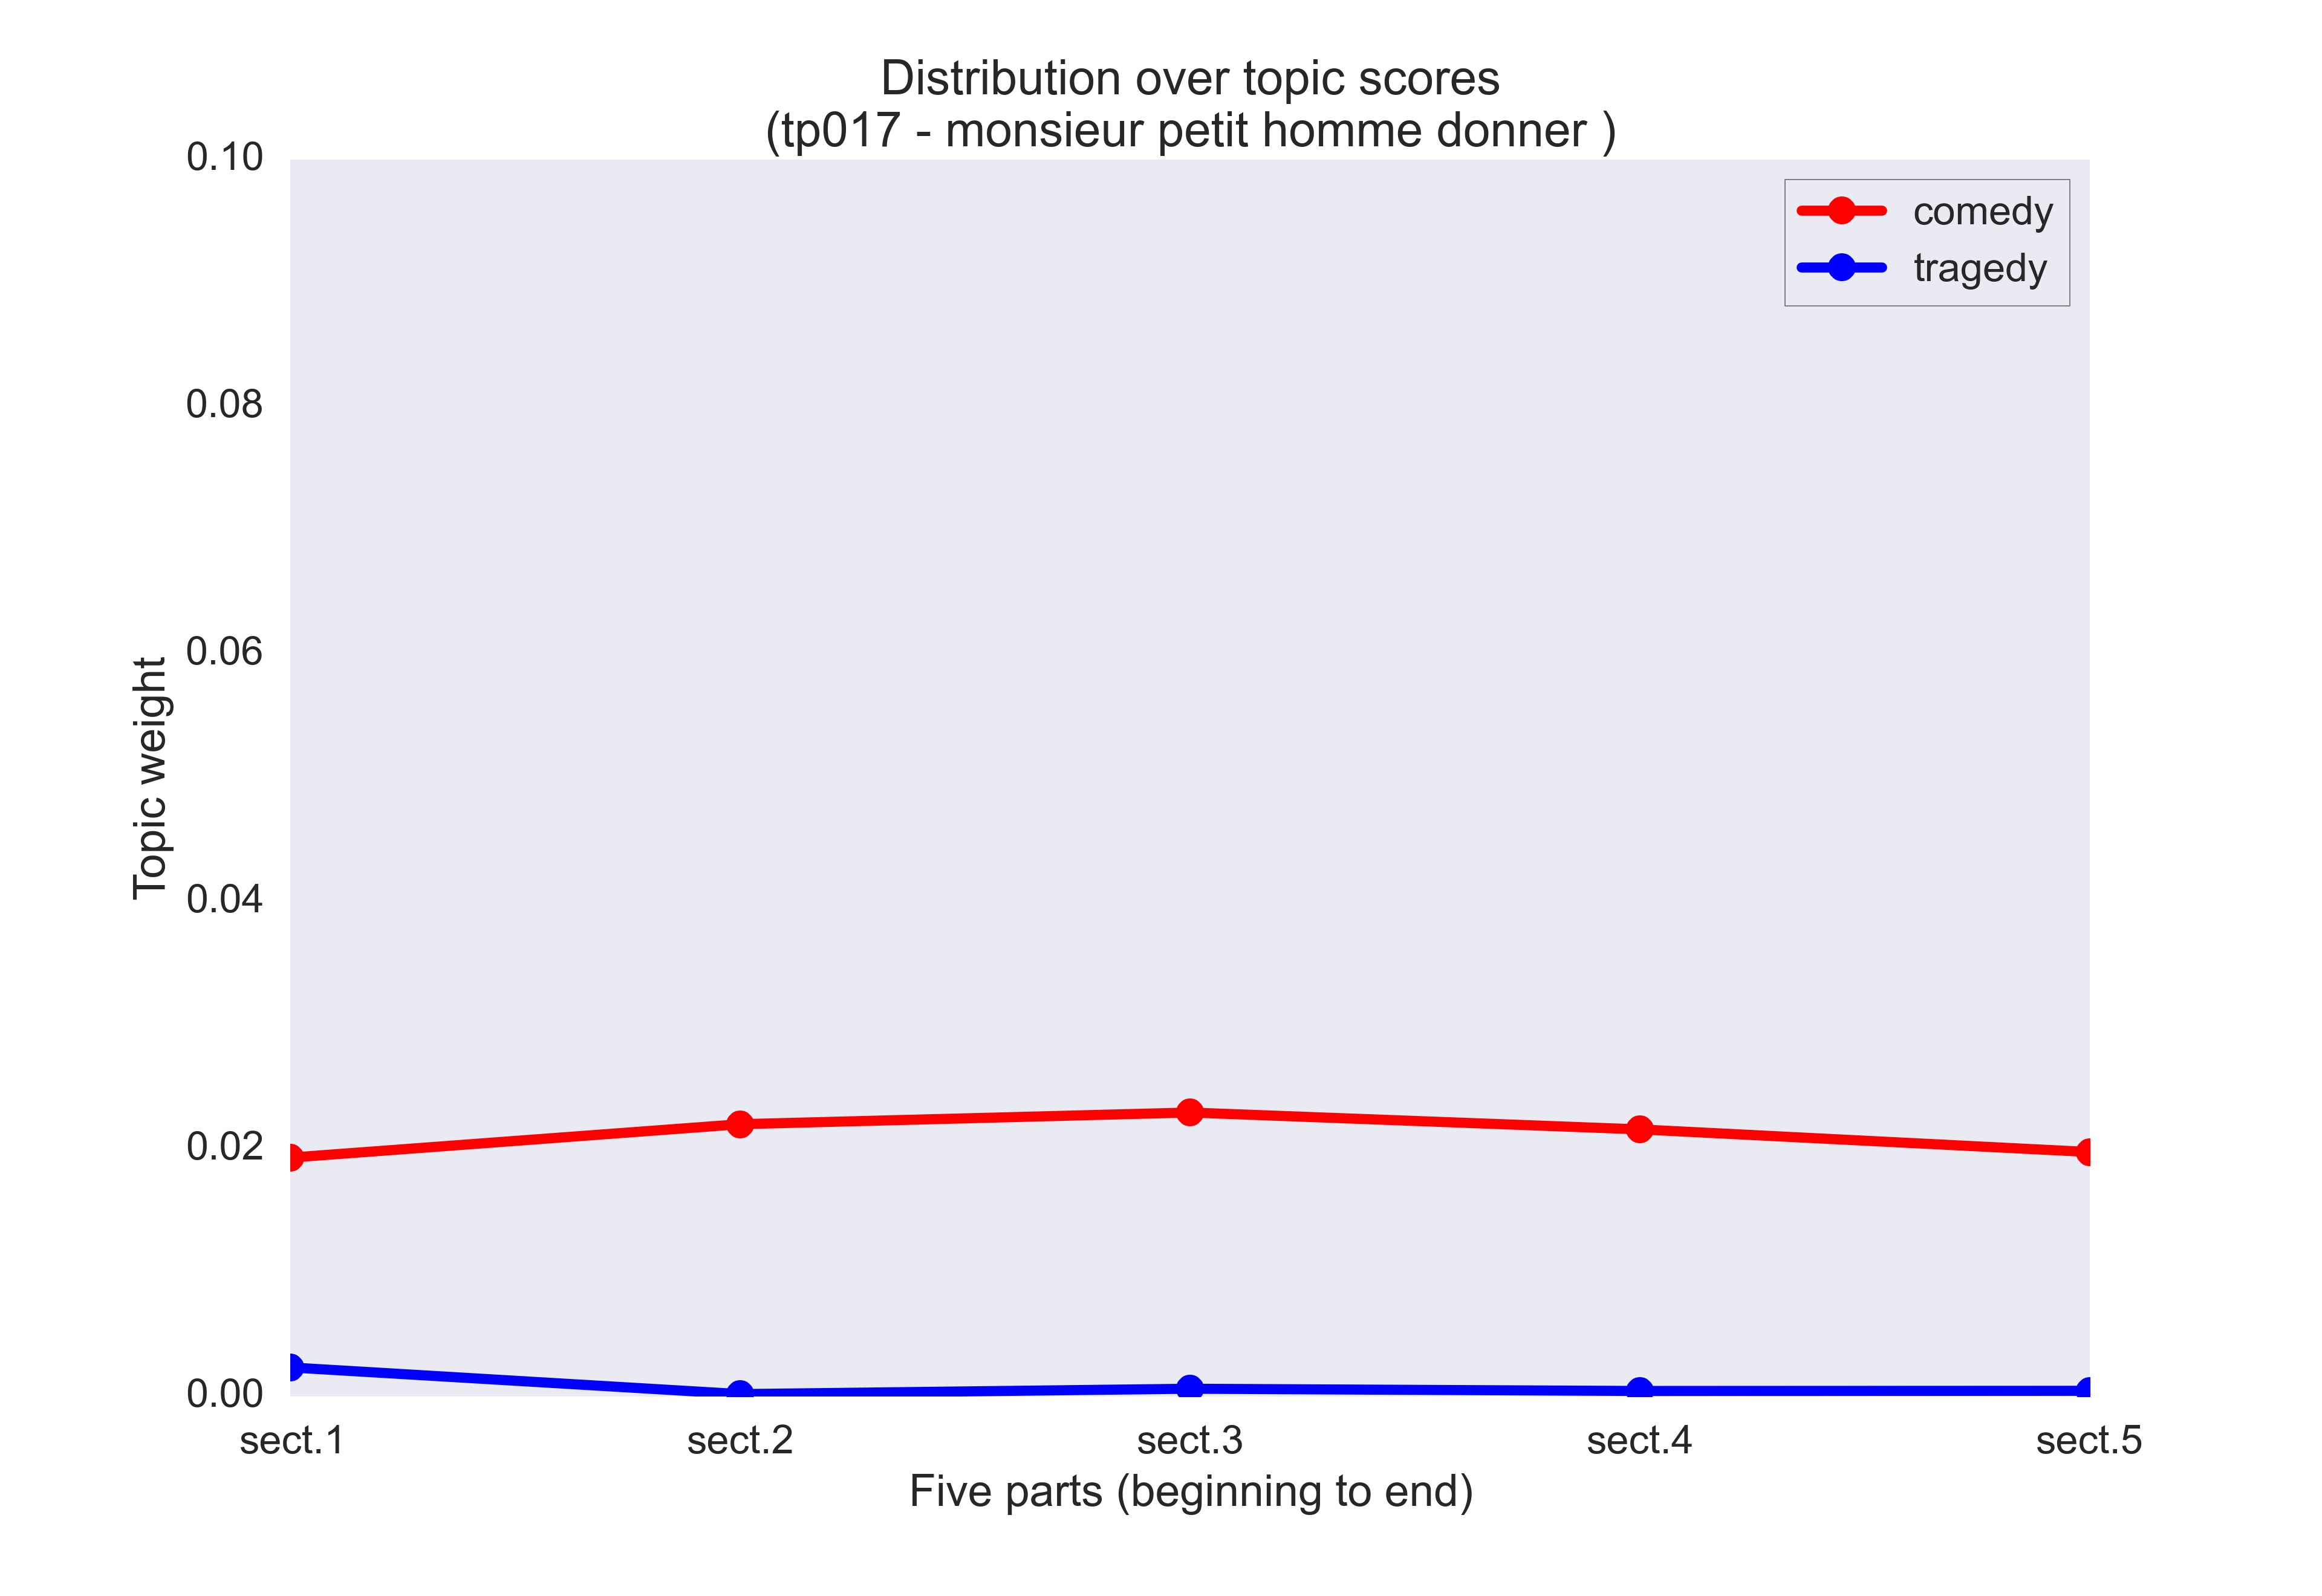 Distribution over topic scores
(tp017 - monsieur petit homme donner )
0.10
comedy
tragedy
0.08
0.06
Topic weight
0.04
0.02
0.00
sect.1 sect.2 sect.3 sect.4 sect.5
Five parts (beginning to end)